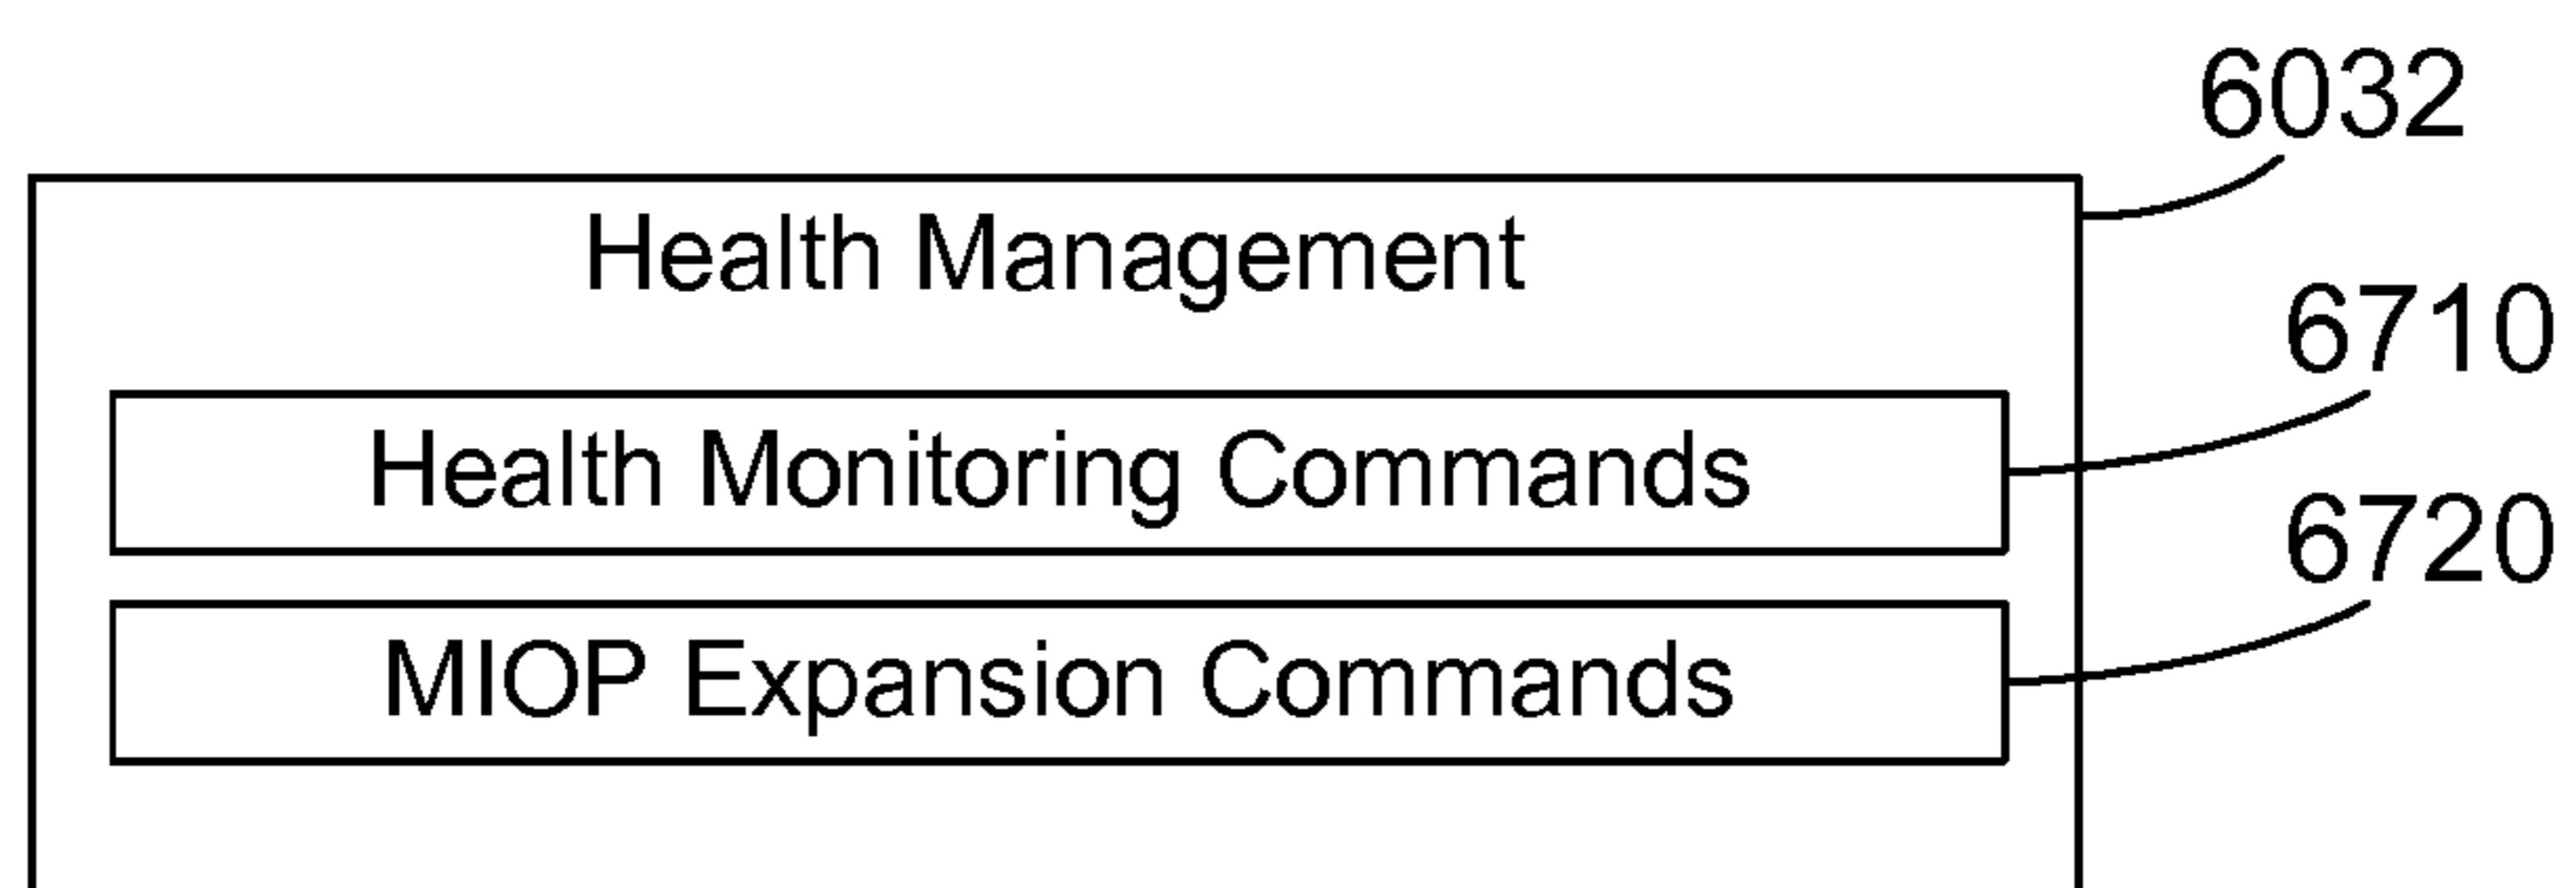 6032
Health Management
6710
Health Monitoring Commands
6720
MIOP Expansion Commands